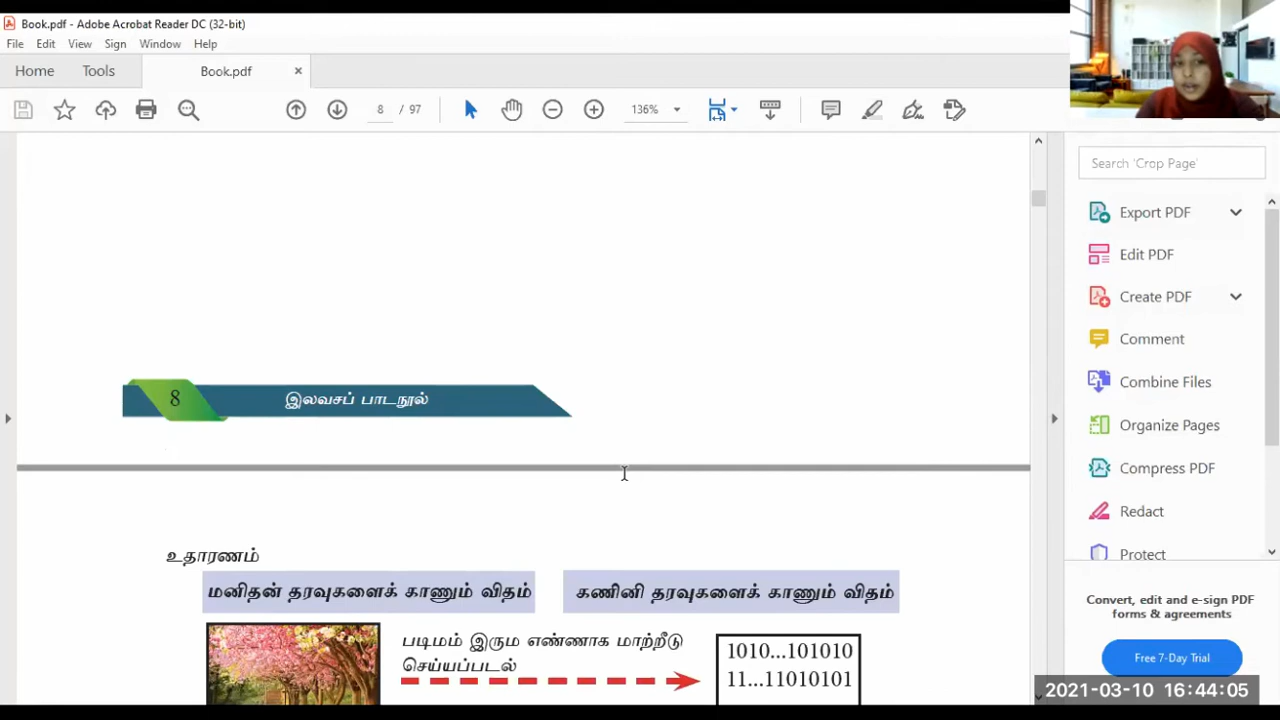 Book.pdf - Adobe Acrobat Reader DC (32-bit)
File Edit View Sign Window Help
Home Tools Book.pdf ×
8 / 97 136%
Search 'Crop Page'
Export PDF
Edit PDF
Create PDF
Comment
Combine Files
Organize Pages
Compress PDF
Redact
Protect
Convert, edit and e-sign PDF
forms & agreements
Free 7-Day Trial
8 இலவசப் பாடநூல்
உதாரணம்
மனிதன் தரவுகளைக் காணும் விதம் கணினி தரவுகளைக் காணும் விதம்
படிமம் இரும எண்ணாக மாற்றீடு
செய்யப்படல்
1010...101010
11...11010101
2021-03-10 16:44:05